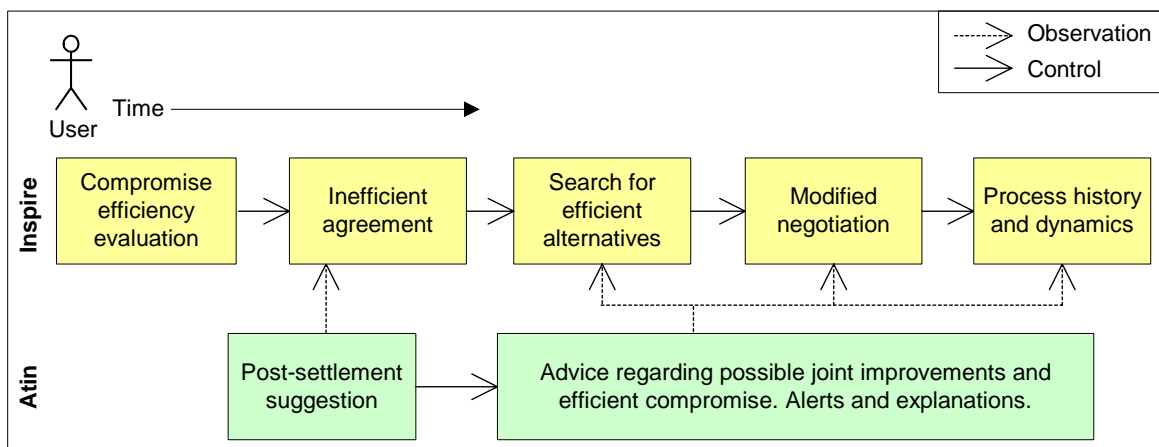 Observation
Control
Time
User
Inspire
Compromise
efficiency
evaluation
Inefficient
agreement
Search for
efficient
alternatives
Modified
negotiation
Process history
and dynamics
Atin
Post-settlement
suggestion
Advice regarding possible joint improvements and
efficient compromise. Alerts and explanations.